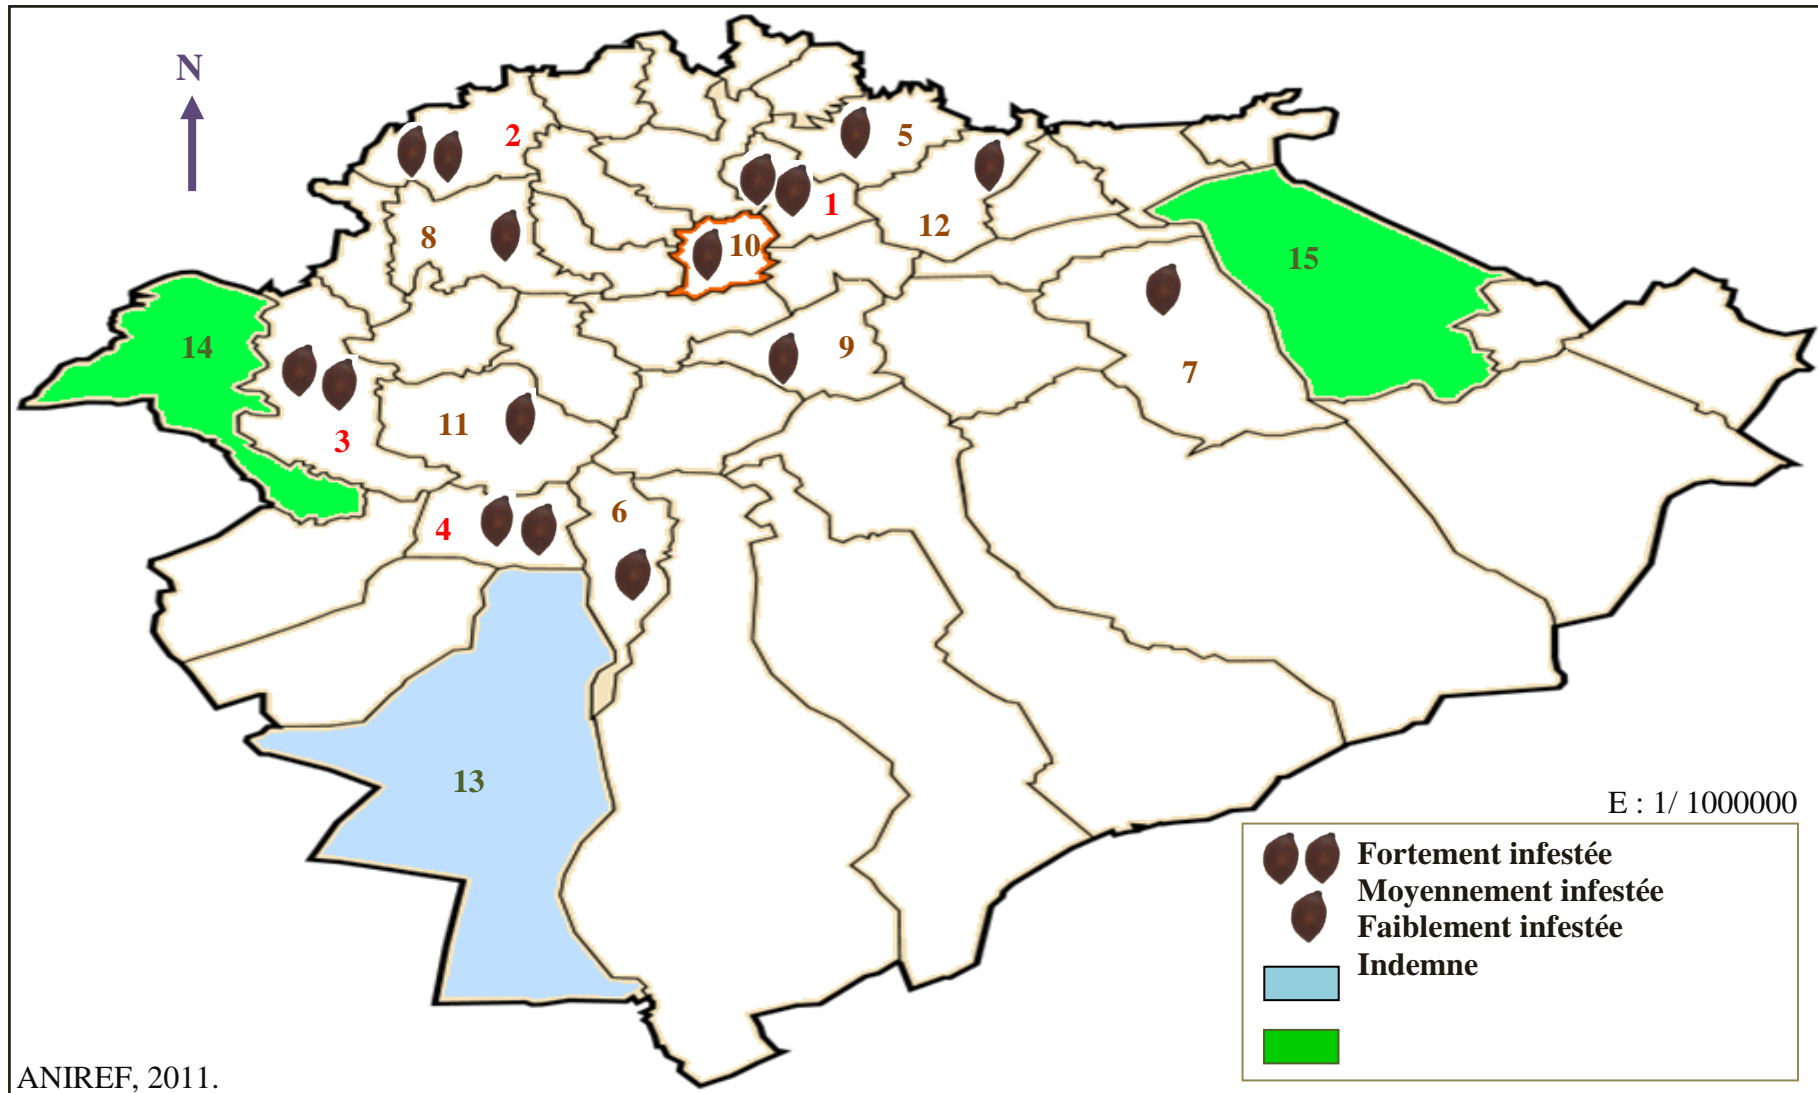 N
2
5
1
8
12
10
15
14
9
7
11
3
6
4
13
E : 1/ 1000000
Fortement infestée
Moyennement infestée
Faiblement infestée
Indemne
ANIREF, 2011.